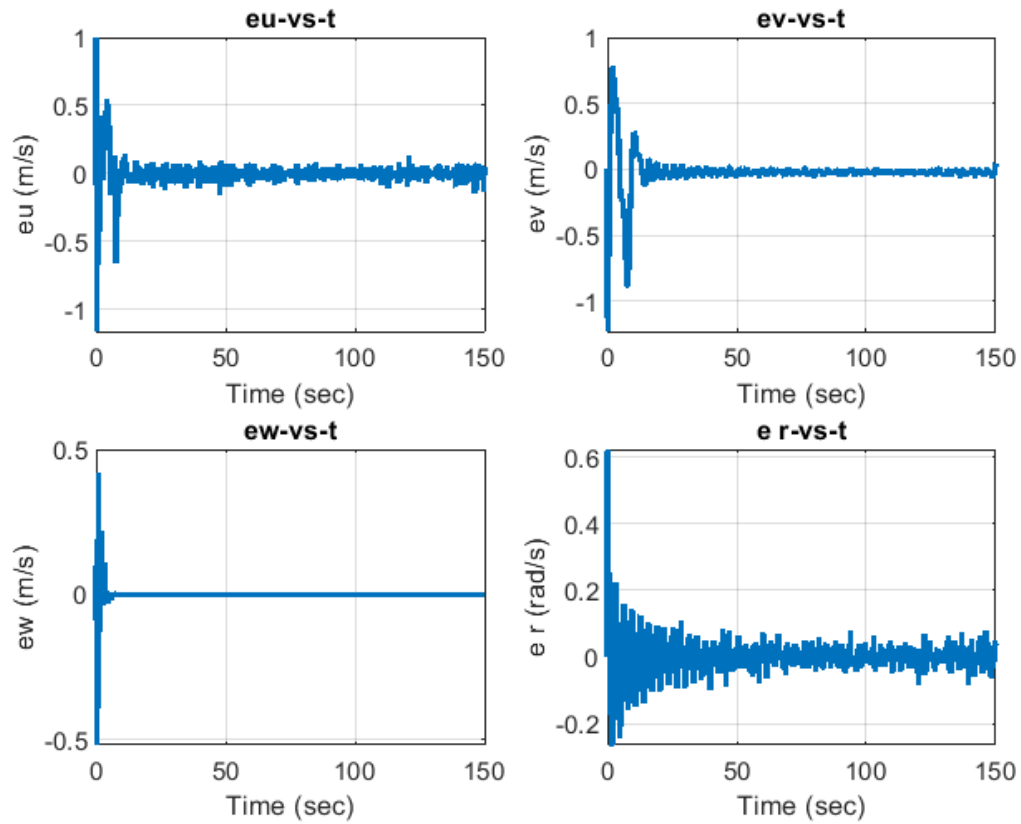 eu-vs-t
1
0.5
0
-0.5
-1
eu (m/s)
0 50 100 150
Time (sec)
ev-vs-t
1
0.5
0
-0.5
-1
ev (m/s)
0 50 100 150
Time (sec)
ew-vs-t
0.5
0
-0.5
ew (m/s)
0 50 100 150
Time (sec)
e r-vs-t
0.6
0.4
0.2
0
-0.2
e r (rad/s)
0 50 100 150
Time (sec)